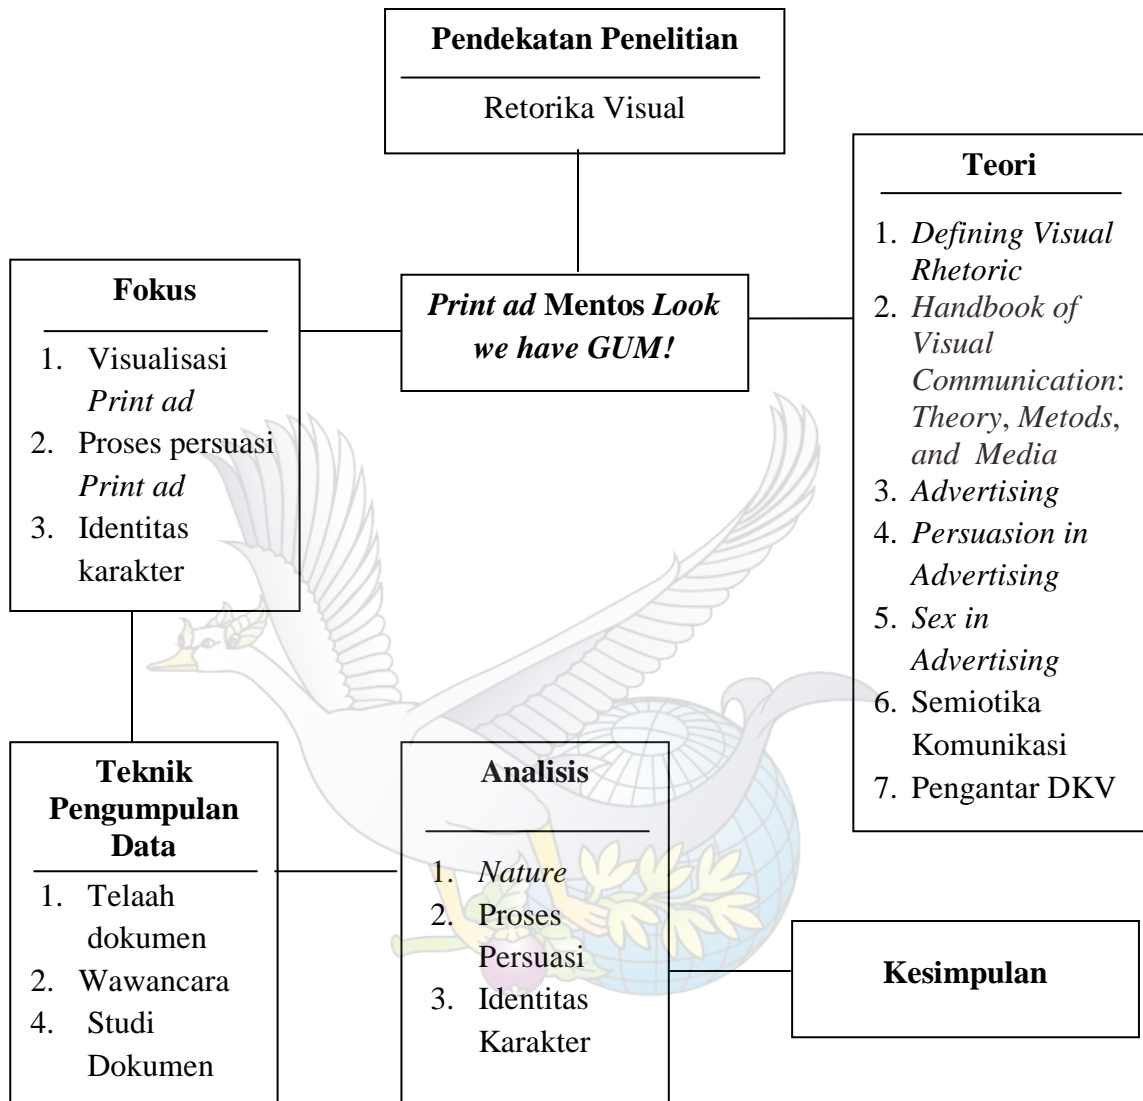 Pendekatan Penelitian
Retorika Visual
Teori
1. Defining Visual
Rhetoric
2. Handbook of
Visual
Communication:
Theory, Metods,
and Media
3. Advertising
4. Persuasion in
Advertising
5. Sex in
Advertising
6. Semiotika
Komunikasi
7. Pengantar DKV
Fokus
1. Visualisasi
Print ad
2. Proses persuasi
Print ad
3. Identitas
karakter
Print ad Mentos Look
we have GUM!
Teknik
Pengumpulan
Data
1. Telaah
dokumen
2. Wawancara
4. Studi
Dokumen
Analisis
1. Nature
2. Proses
Persuasi
3. Identitas
Karakter
Kesimpulan